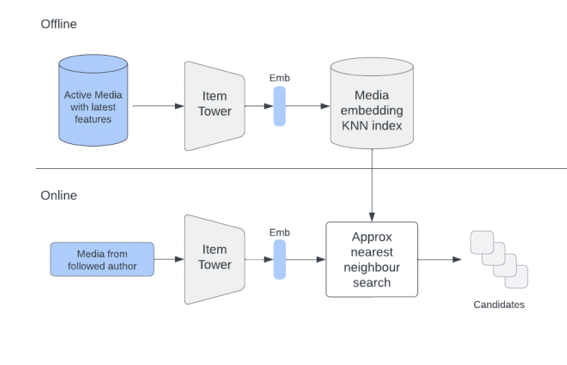 Offline
Active Media
with latest
features
Item
Tower
Emb
Media
embedding
KNN index
Online
Media from
followed author
Item
Tower
Emb
Approx
nearest
neighbour
search
Candidates